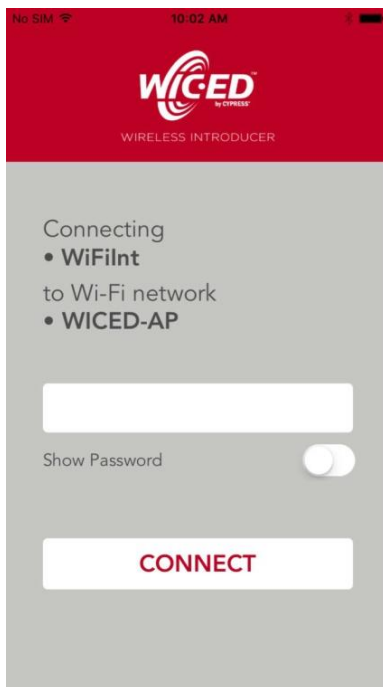 No SIM 10:02 AM
WICED™
by CYPRESS®
WIRELESS INTRODUCER
Connecting
• WiFiInt
to Wi-Fi network
• WICED-AP
Show Password
CONNECT